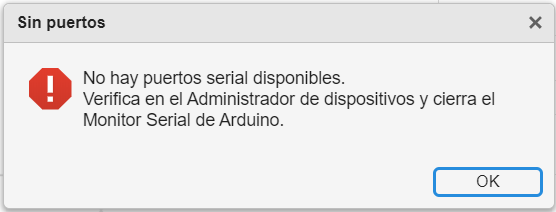 Sin puertos
No hay puertos serial disponibles.
Verifica en el Administrador de dispositivos y cierra el
Monitor Serial de Arduino.
OK